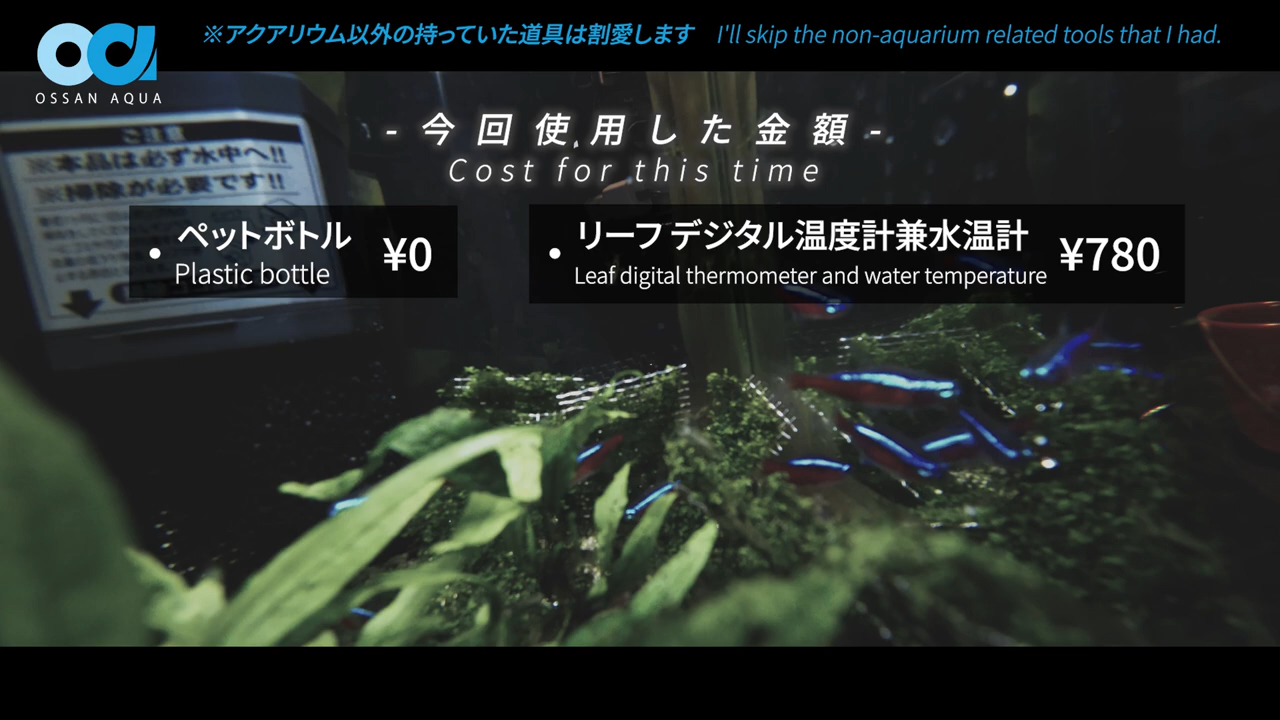 ※アクアリウム以外の持っていた道具は割愛します I'll skip the non-aquarium related tools that I had.
OSSAN AQUA
ご注意
※本品は必ず水中へ!!
※掃除が必要です!!
- 今回使用した金額 -
Cost for this time
• ペットボトル ¥0
Plastic bottle
• リーフ デジタル温度計兼水温計 ¥780
Leaf digital thermometer and water temperature